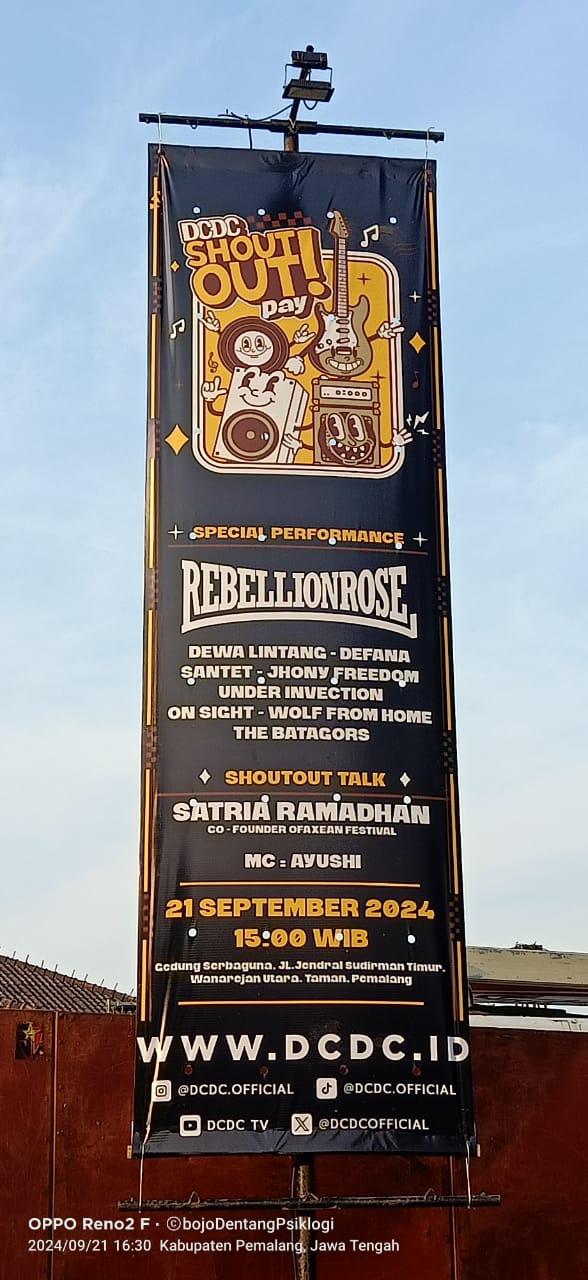 DCDC
SHOUT
OUT!
pay
SPECIAL PERFORMANCE
REBELLIONROSE
DEWA LINTANG - DEFANA
SANTET - JHONY FREEDOM
UNDER INVECTION
ON SIGHT - WOLF FROM HOME
THE BATAGORS
SHOUTOUT TALK
SATRIA RAMADHAN
CO - FOUNDER OFAXEAN FESTIVAL
MC : AYUSHI
21 SEPTEMBER 2024
15:00 WIB
Gedung Serbaguna. JL.Jendral Sudirman Timur.
Wanarejan Utara. Taman. Pemalang
WWW.DCDC.ID
@DCDC.OFFICIAL @DCDC.OFFICIAL
DCDC TV @DCDCOFFICIAL
OPPO Reno2 F · ©bojoDentangPsiklogi
2024/09/21 16:30 Kabupaten Pemalang, Jawa Tengah